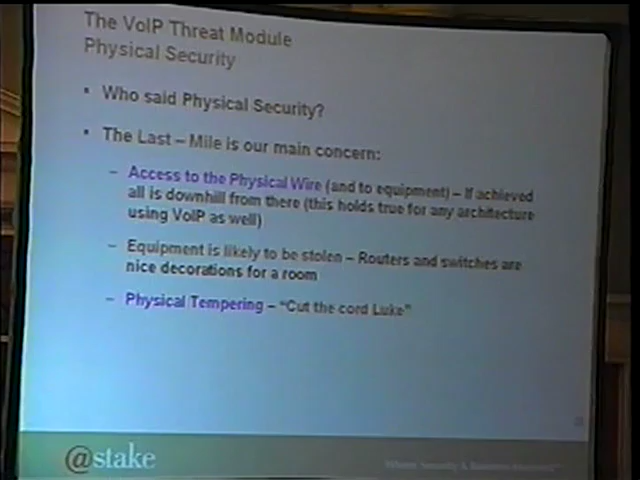 The VoIP Threat Module
Physical Security
• Who said Physical Security?
• The Last – Mile is our main concern:
– Access to the Physical Wire (and to equipment) – If achieved
all is downhill from there (this holds true for any architecture
using VoIP as well)
– Equipment is likely to be stolen – Routers and switches are
nice decorations for a room
– Physical Tempering – "Cut the cord Luke"
@stake
Where Security & Business